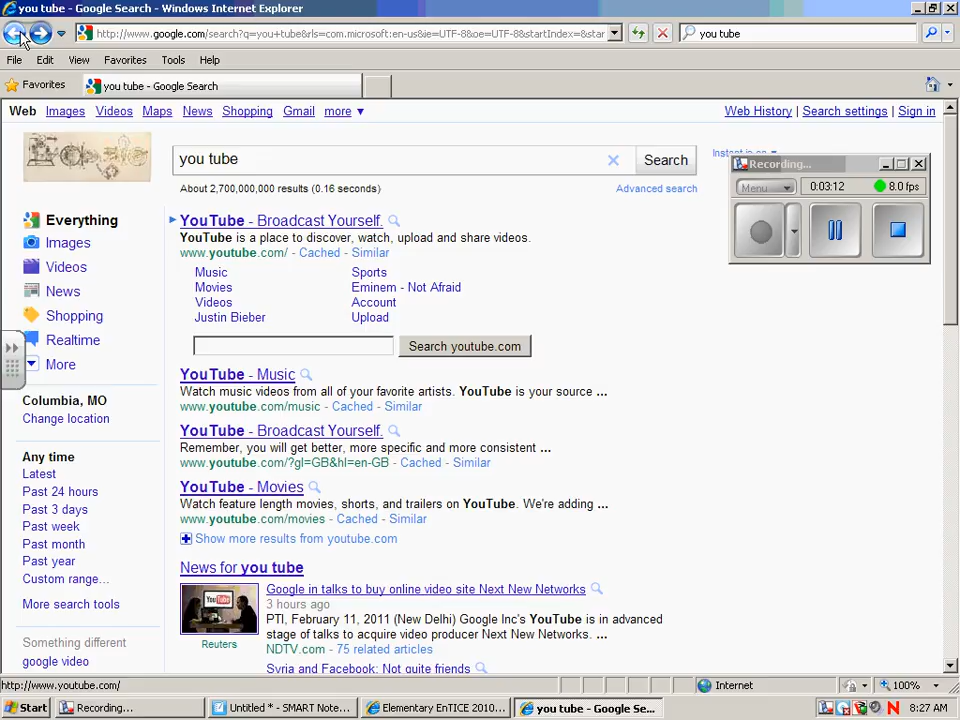 you tube - Google Search - Windows Internet Explorer
http://www.google.com/search?q=you+tube&rls=com.microsoft:en-us&ie=UTF-8&oe=UTF-8&startIndex=&star
you tube
File Edit View Favorites Tools Help
Favorites
you tube - Google Search
Web Images Videos Maps News Shopping Gmail more ▼
Web History | Search settings | Sign in
you tube
Search
About 2,700,000,000 results (0.16 seconds)
Advanced search
Recording...
Menu
0:03:12
8.0 fps
Everything
Images
Videos
News
Shopping
Realtime
More
Columbia, MO
Change location
Any time
Latest
Past 24 hours
Past 3 days
Past week
Past month
Past year
Custom range...
More search tools
Something different
google video
YouTube - Broadcast Yourself.
YouTube is a place to discover, watch, upload and share videos.
www.youtube.com/ - Cached - Similar
Music Sports
Movies Eminem - Not Afraid
Videos Account
Justin Bieber Upload
Search youtube.com
YouTube - Music
Watch music videos from all of your favorite artists. YouTube is your source ...
www.youtube.com/music - Cached - Similar
YouTube - Broadcast Yourself.
Remember, you will get better, more specific and more consistent ...
www.youtube.com/?gl=GB&hl=en-GB - Cached - Similar
YouTube - Movies
Watch feature length movies, shorts, and trailers on YouTube. We're adding ...
www.youtube.com/movies - Cached - Similar
Show more results from youtube.com
News for you tube
Google in talks to buy online video site Next New Networks
3 hours ago
PTI, February 11, 2011 (New Delhi) Google Inc's YouTube is in advanced
stage of talks to acquire video producer Next New Networks. ...
NDTV.com - 75 related articles
Reuters
Syria and Facebook: Not quite friends
http://www.youtube.com/
Internet
100%
Start
Recording...
Untitled * - SMART Note...
Elementary EnTICE 2010...
you tube - Google Se...
8:27 AM